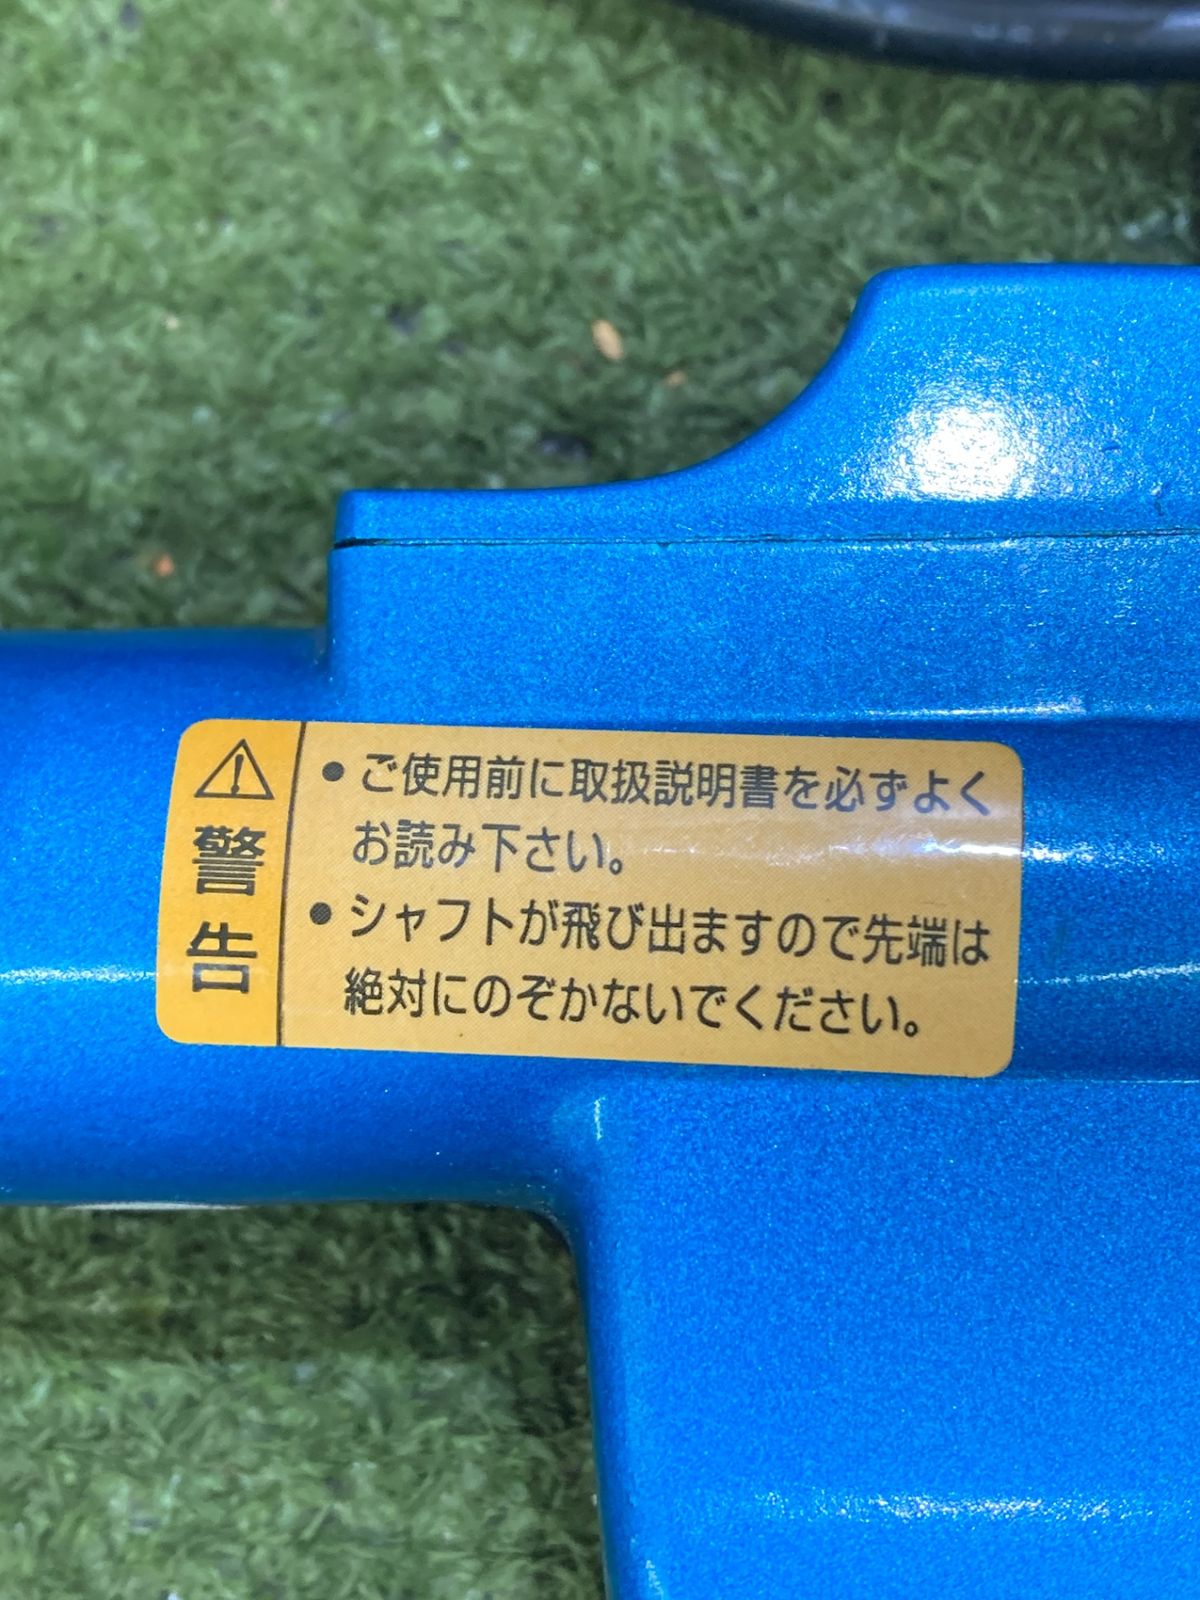 警告
●ご使用前に取扱説明書を必ずよく
お読み下さい。
●シャフトが飛び出ますので先端は
絶対にのぞかないでください。